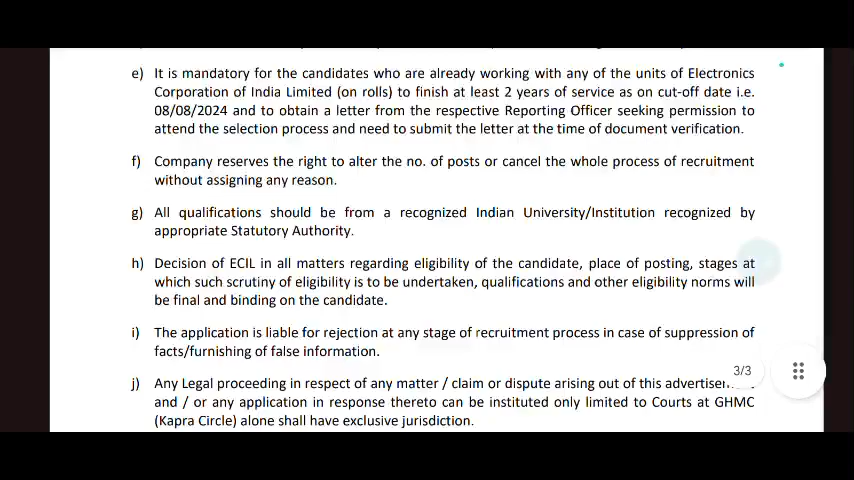 e) It is mandatory for the candidates who are already working with any of the units of Electronics
Corporation of India Limited (on rolls) to finish at least 2 years of service as on cut-off date i.e.
08/08/2024 and to obtain a letter from the respective Reporting Officer seeking permission to
attend the selection process and need to submit the letter at the time of document verification.
f) Company reserves the right to alter the no. of posts or cancel the whole process of recruitment
without assigning any reason.
g) All qualifications should be from a recognized Indian University/Institution recognized by
appropriate Statutory Authority.
h) Decision of ECIL in all matters regarding eligibility of the candidate, place of posting, stages at
which such scrutiny of eligibility is to be undertaken, qualifications and other eligibility norms will
be final and binding on the candidate.
i) The application is liable for rejection at any stage of recruitment process in case of suppression of
facts/furnishing of false information.
3/3
j) Any Legal proceeding in respect of any matter / claim or dispute arising out of this
and / or any application in response thereto can be instituted only limited to Courts at GHMC
(Kapra Circle) alone shall have exclusive jurisdiction.